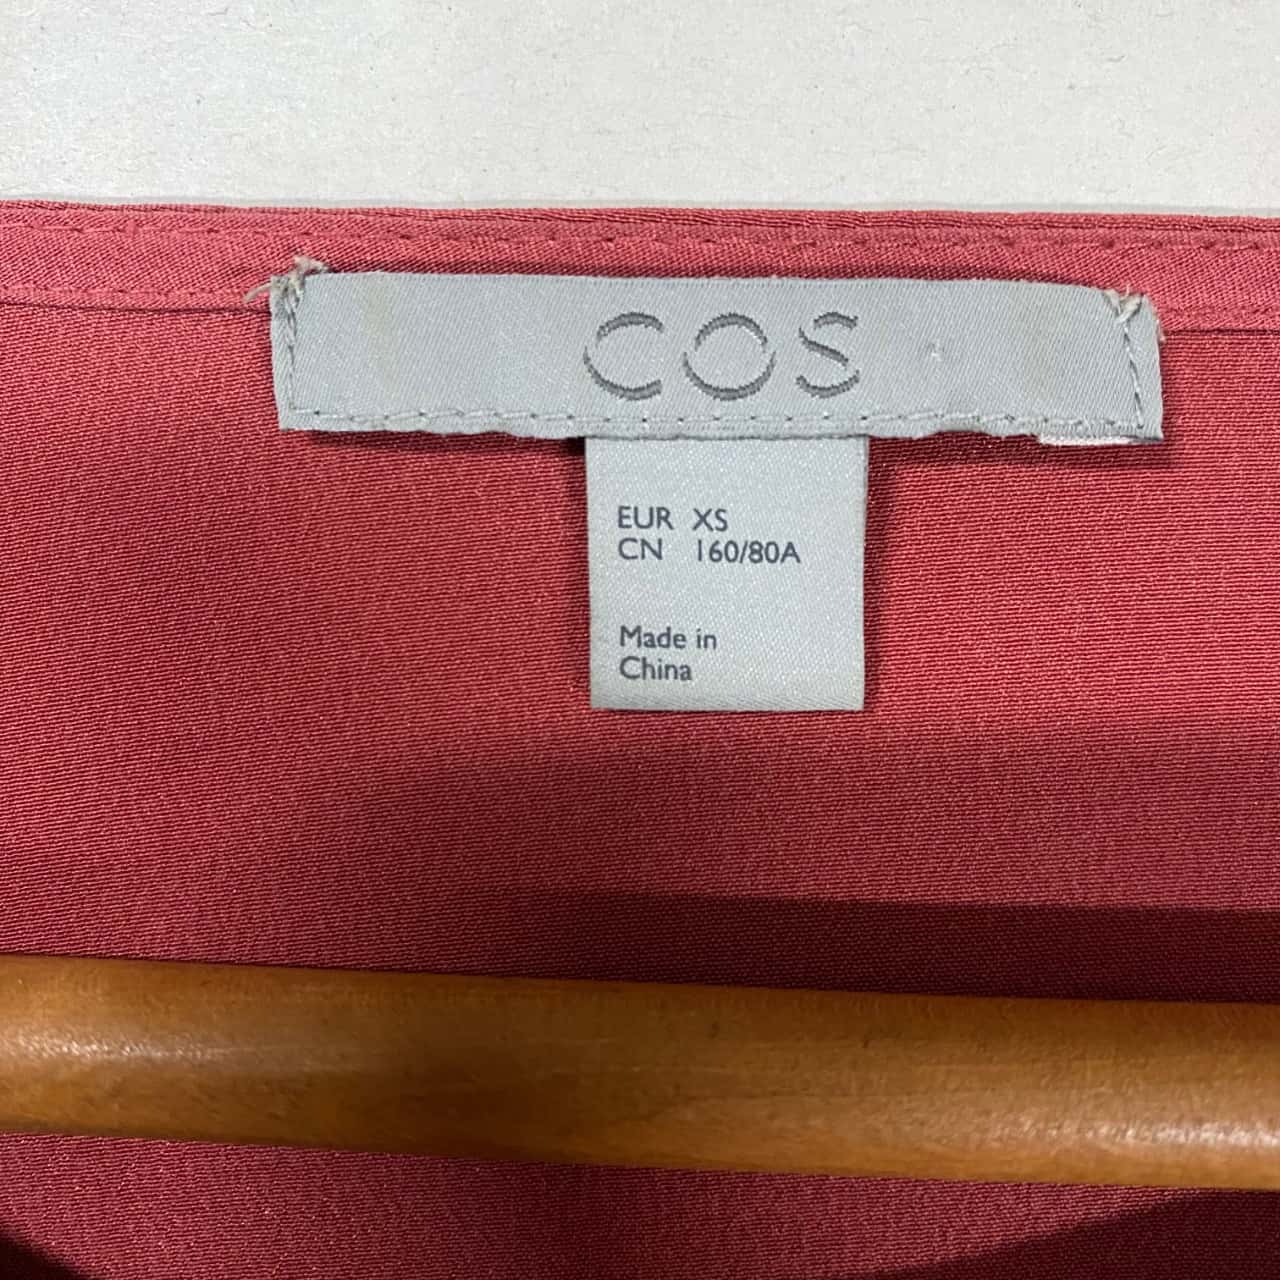 COS
EUR XS
CN 160/80A
Made in
China